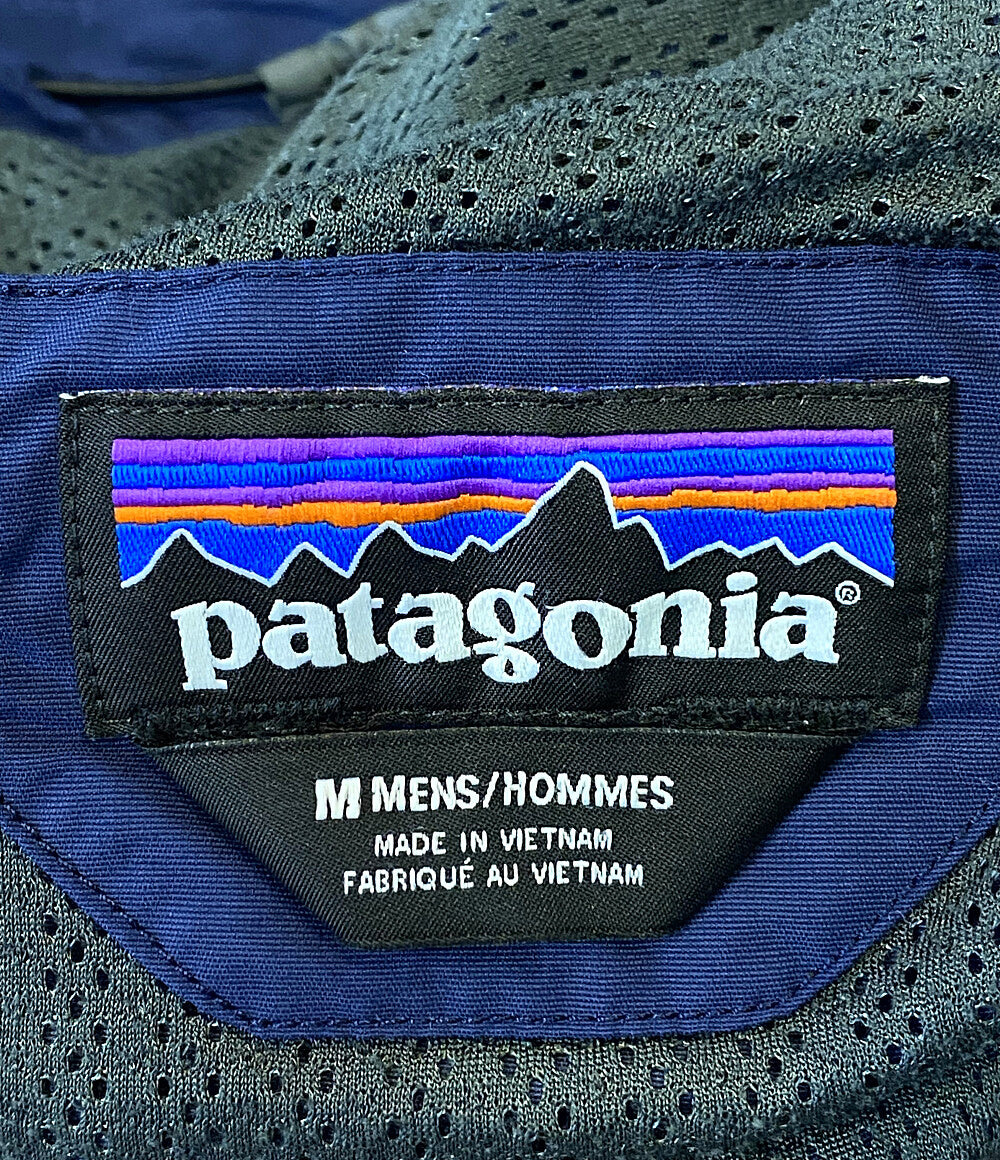 patagonia®
M MENS/HOMMES
MADE IN VIETNAM
FABRIQUÉ AU VIETNAM